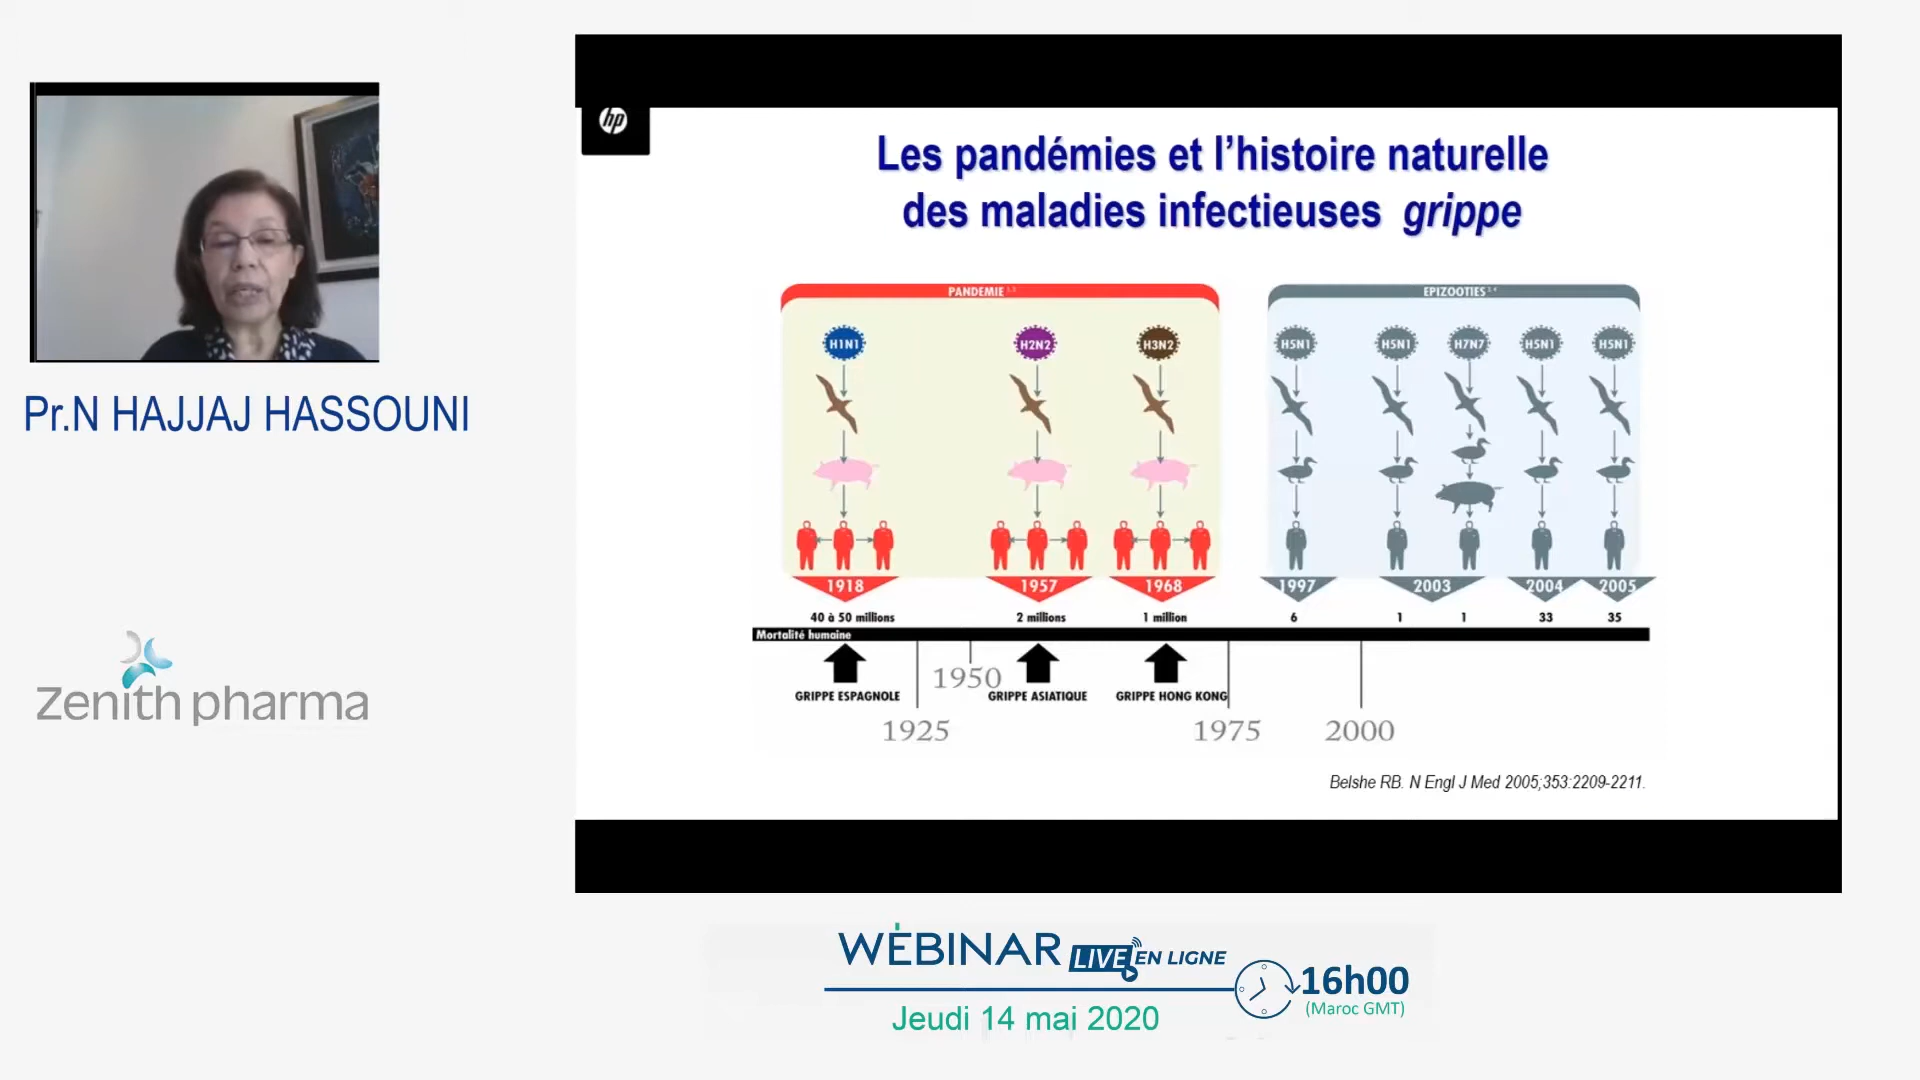 hp
Les pandémies et l’histoire naturelle
des maladies infectieuses grippe
PANDEMIE
EPIZOOTIES
H1N1
H2N2
H3N2
H5N1
H5N1
H7N7
H5N1
H5N1
1918
1957
1968
1997
2003
2004
2005
40 à 50 millions
2 millions
1 million
6
1
1
33
35
Mortalité humaine
GRIPPE ESPAGNOLE
GRIPPE ASIATIQUE
GRIPPE HONG KONG
1925
1950
1975
2000
Belshe RB. N Engl J Med 2005;353:2209-2211.
Pr.N HAJJAJ HASSOUNI
Zenith pharma
WEBINAR LIVE EN LIGNE
Jeudi 14 mai 2020
16h00
(Maroc GMT)